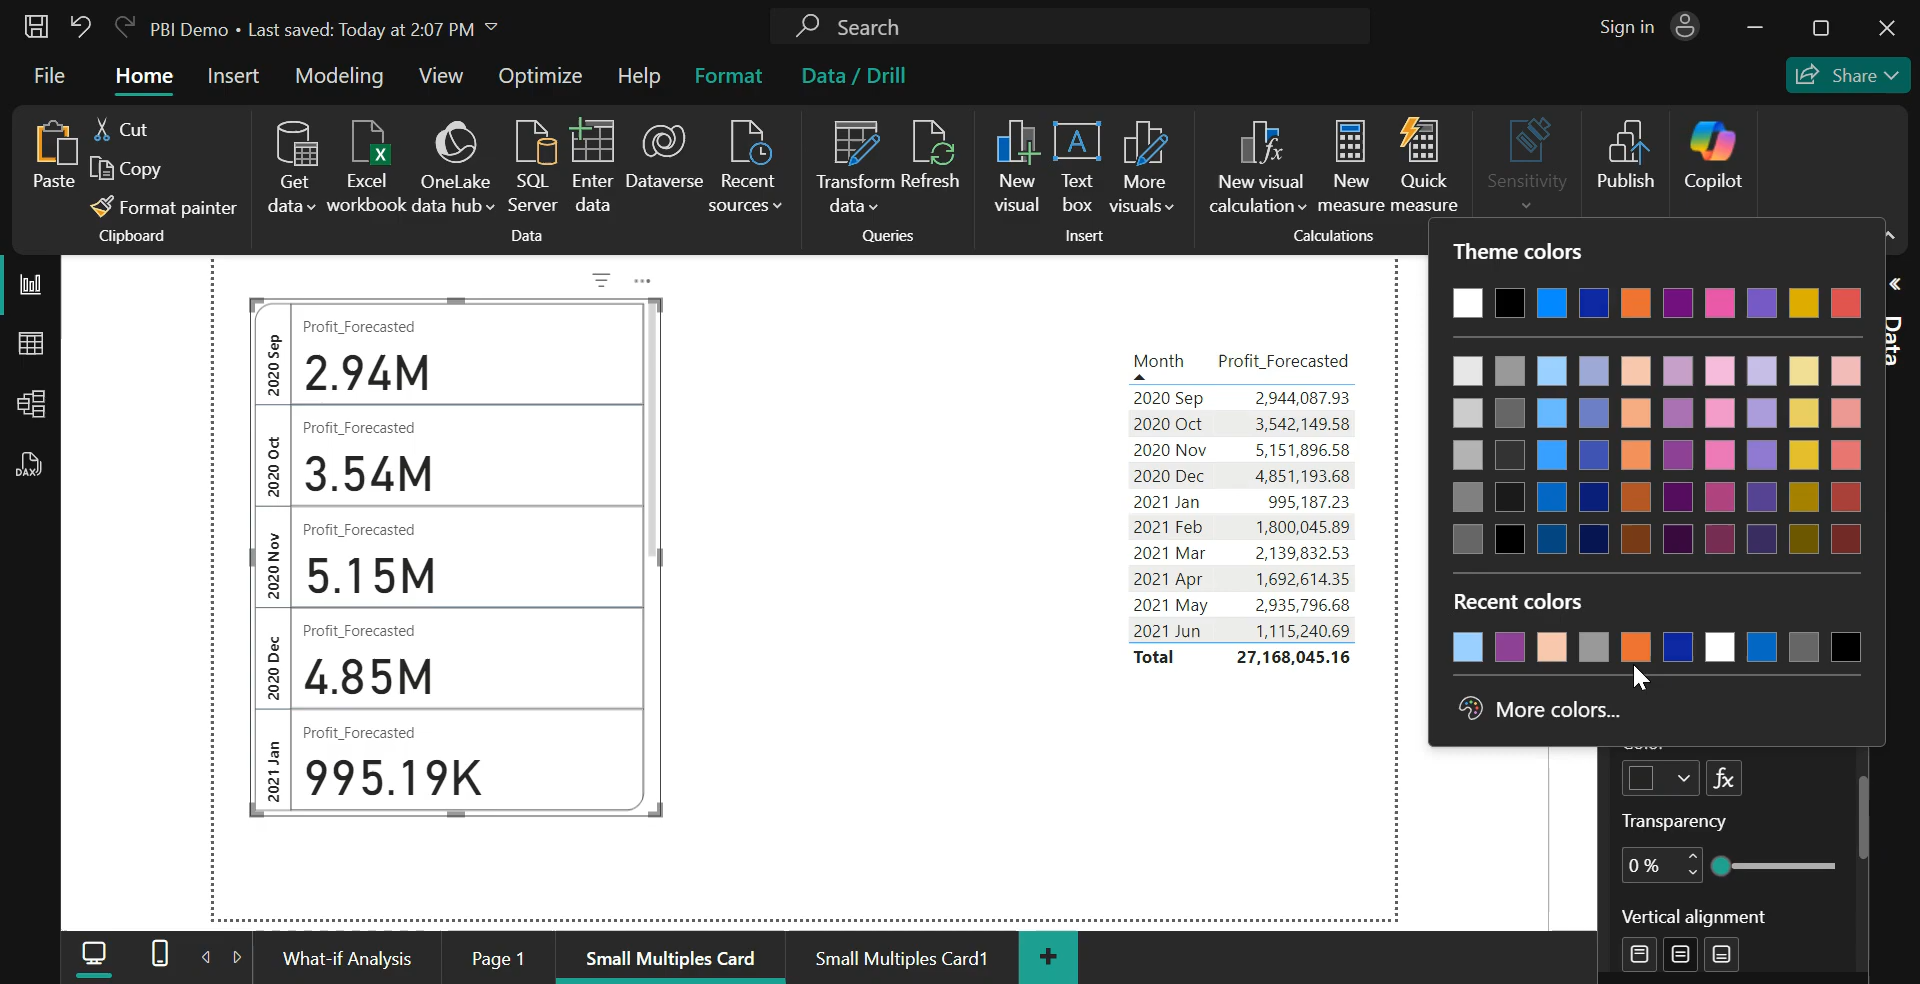 PBI Demo • Last saved: Today at 2:07 PM
Search
Sign in
File
Home
Insert
Modeling
View
Optimize
Help
Format
Data / Drill
Share
Paste
Cut
Copy
Format painter
Clipboard
Get data
Excel workbook
OneLake data hub
SQL Server
Enter data
Dataverse
Recent sources
Data
Transform data
Refresh
Queries
New visual
Text box
More visuals
Insert
New visual calculation
New measure
Quick measure
Calculations
Sensitivity
Publish
Copilot
DAX
2020 Sep
Profit_Forecasted
2.94M
2020 Oct
Profit_Forecasted
3.54M
2020 Nov
Profit_Forecasted
5.15M
2020 Dec
Profit_Forecasted
4.85M
2021 Jan
Profit_Forecasted
995.19K
Month Profit_Forecasted
2020 Sep 2,944,087.93
2020 Oct 3,542,149.58
2020 Nov 5,151,896.58
2020 Dec 4,851,193.68
2021 Jan 995,187.23
2021 Feb 1,800,045.89
2021 Mar 2,139,832.53
2021 Apr 1,692,614.35
2021 May 2,935,796.68
2021 Jun 1,115,240.69
Total 27,168,045.16
Theme colors
Recent colors
More colors...
Data
Color
fx
Transparency
0 %
Vertical alignment
What-if Analysis
Page 1
Small Multiples Card
Small Multiples Card1